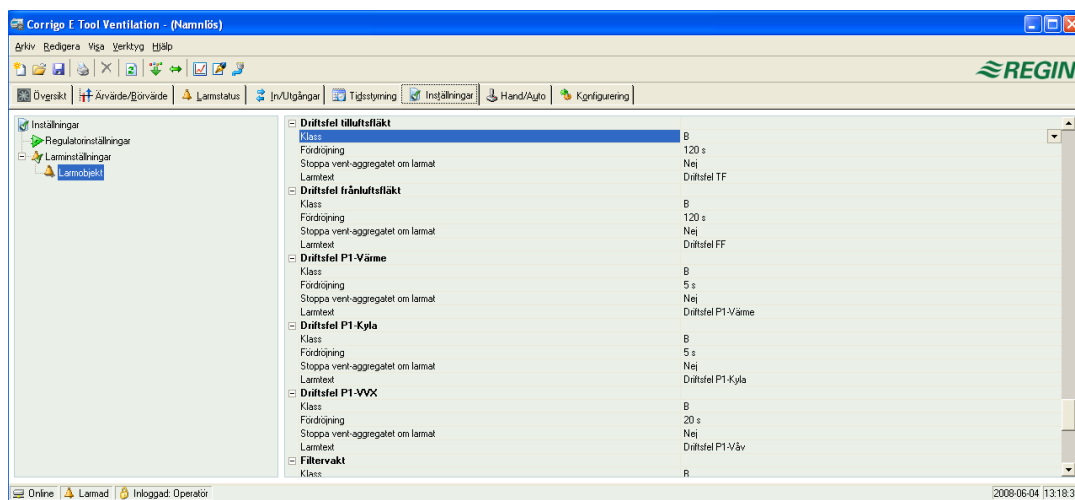 Corrigo E Tool Ventilation - (Namnlös)
Arkiv Redigera Visa Verktyg Hjälp
REGIN
Översikt Ärvärde/Börvärde Larmstatus In/Utgångar Tidsstyrning Inställningar Hand/Auto Konfigurering
Inställningar
Regulatorinställningar
Larminställningar
Larmobjekt
Driftsfel tilluftsfläkt
Klass B
Fördröjning 120 s
Stoppa vent-aggregatet om larmat Nej
Larmtext Driftsfel TF
Driftsfel frånluftsfläkt
Klass B
Fördröjning 120 s
Stoppa vent-aggregatet om larmat Nej
Larmtext Driftsfel FF
Driftsfel P1-Värme
Klass B
Fördröjning 5 s
Stoppa vent-aggregatet om larmat Nej
Larmtext Driftsfel P1-Värme
Driftsfel P1-Kyla
Klass B
Fördröjning 5 s
Stoppa vent-aggregatet om larmat Nej
Larmtext Driftsfel P1-Kyla
Driftsfel P1-VVX
Klass B
Fördröjning 20 s
Stoppa vent-aggregatet om larmat Nej
Larmtext Driftsfel P1-Våv
Filtervakt
Klass B
Online Larmad Inloggad: Operatör 2008-06-04 13:18:3